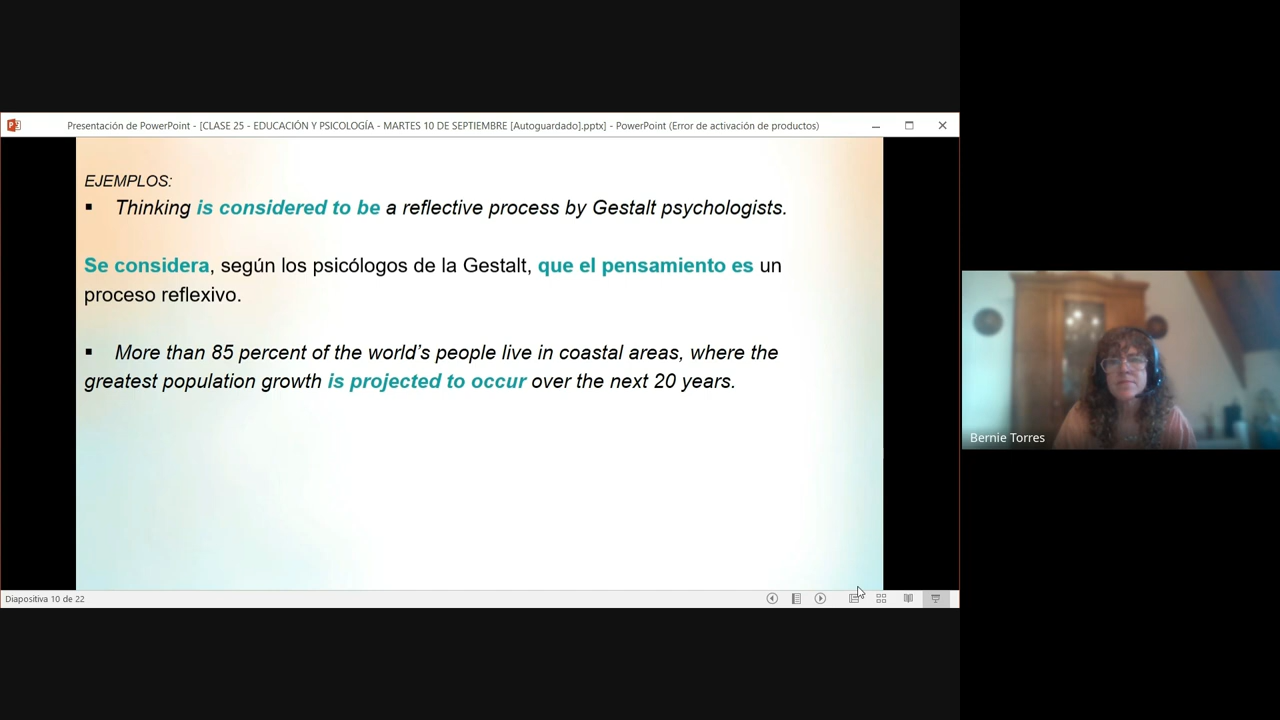 Presentación de PowerPoint - [CLASE 25 - EDUCACIÓN Y PSICOLOGÍA - MARTES 10 DE SEPTIEMBRE [Autoguardado].pptx] - PowerPoint (Error de activación de productos)
EJEMPLOS:
▪ Thinking is considered to be a reflective process by Gestalt psychologists.
Se considera, según los psicólogos de la Gestalt, que el pensamiento es un
proceso reflexivo.
▪ More than 85 percent of the world’s people live in coastal areas, where the
greatest population growth is projected to occur over the next 20 years.
Bernie Torres
Diapositiva 10 de 22